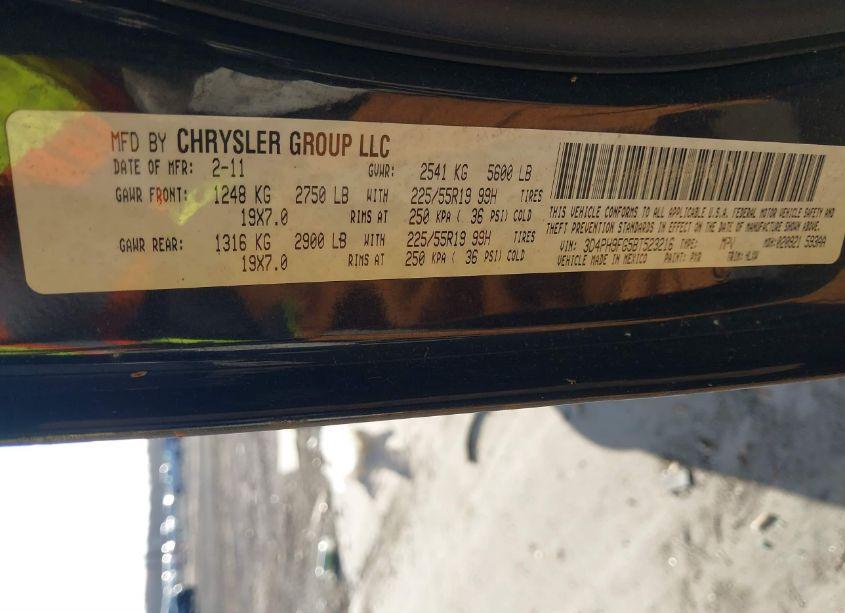 MFD BY CHRYSLER GROUP LLC
DATE OF MFR: 2-11 GVWR: 2541 KG 5600 LB
GAWR FRONT: 1248 KG 2750 LB WITH 225/55R19 99H TIRES
19X7.0 RIMS AT 250 KPA ( 36 PSI) COLD
GAWR REAR: 1316 KG 2900 LB WITH 225/55R19 99H TIRES
19X7.0 RIMS AT 250 KPA ( 36 PSI) COLD
THIS VEHICLE CONFORMS TO ALL APPLICABLE U.S.A. FEDERAL MOTOR VEHICLE SAFETY AND
THEFT PREVENTION STANDARDS IN EFFECT ON THE DATE OF MANUFACTURE SHOWN ABOVE
VIN: 3D4PH9FG5BT523216 TYPE: MPV MDH: 020921 593AA
VEHICLE MADE IN MEXICO PAINT: TRIM: